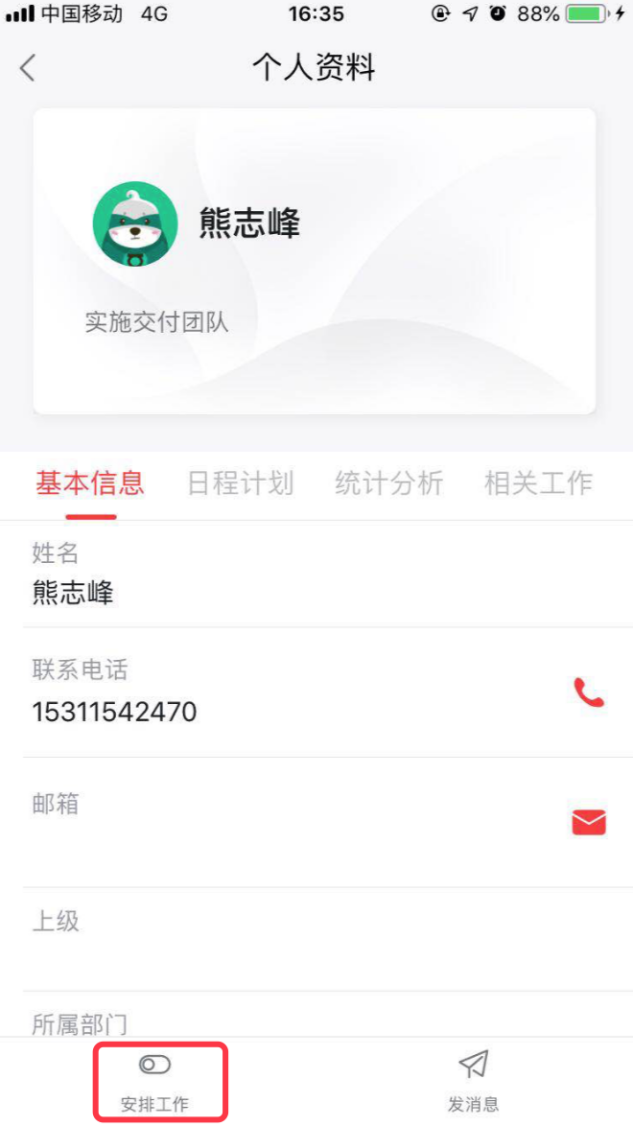 中国移动 4G 16:35 88%
个人资料
熊志峰
实施交付团队
基本信息 日程计划 统计分析 相关工作
姓名
熊志峰
联系电话
15311542470
邮箱
上级
所属部门
安排工作 发消息